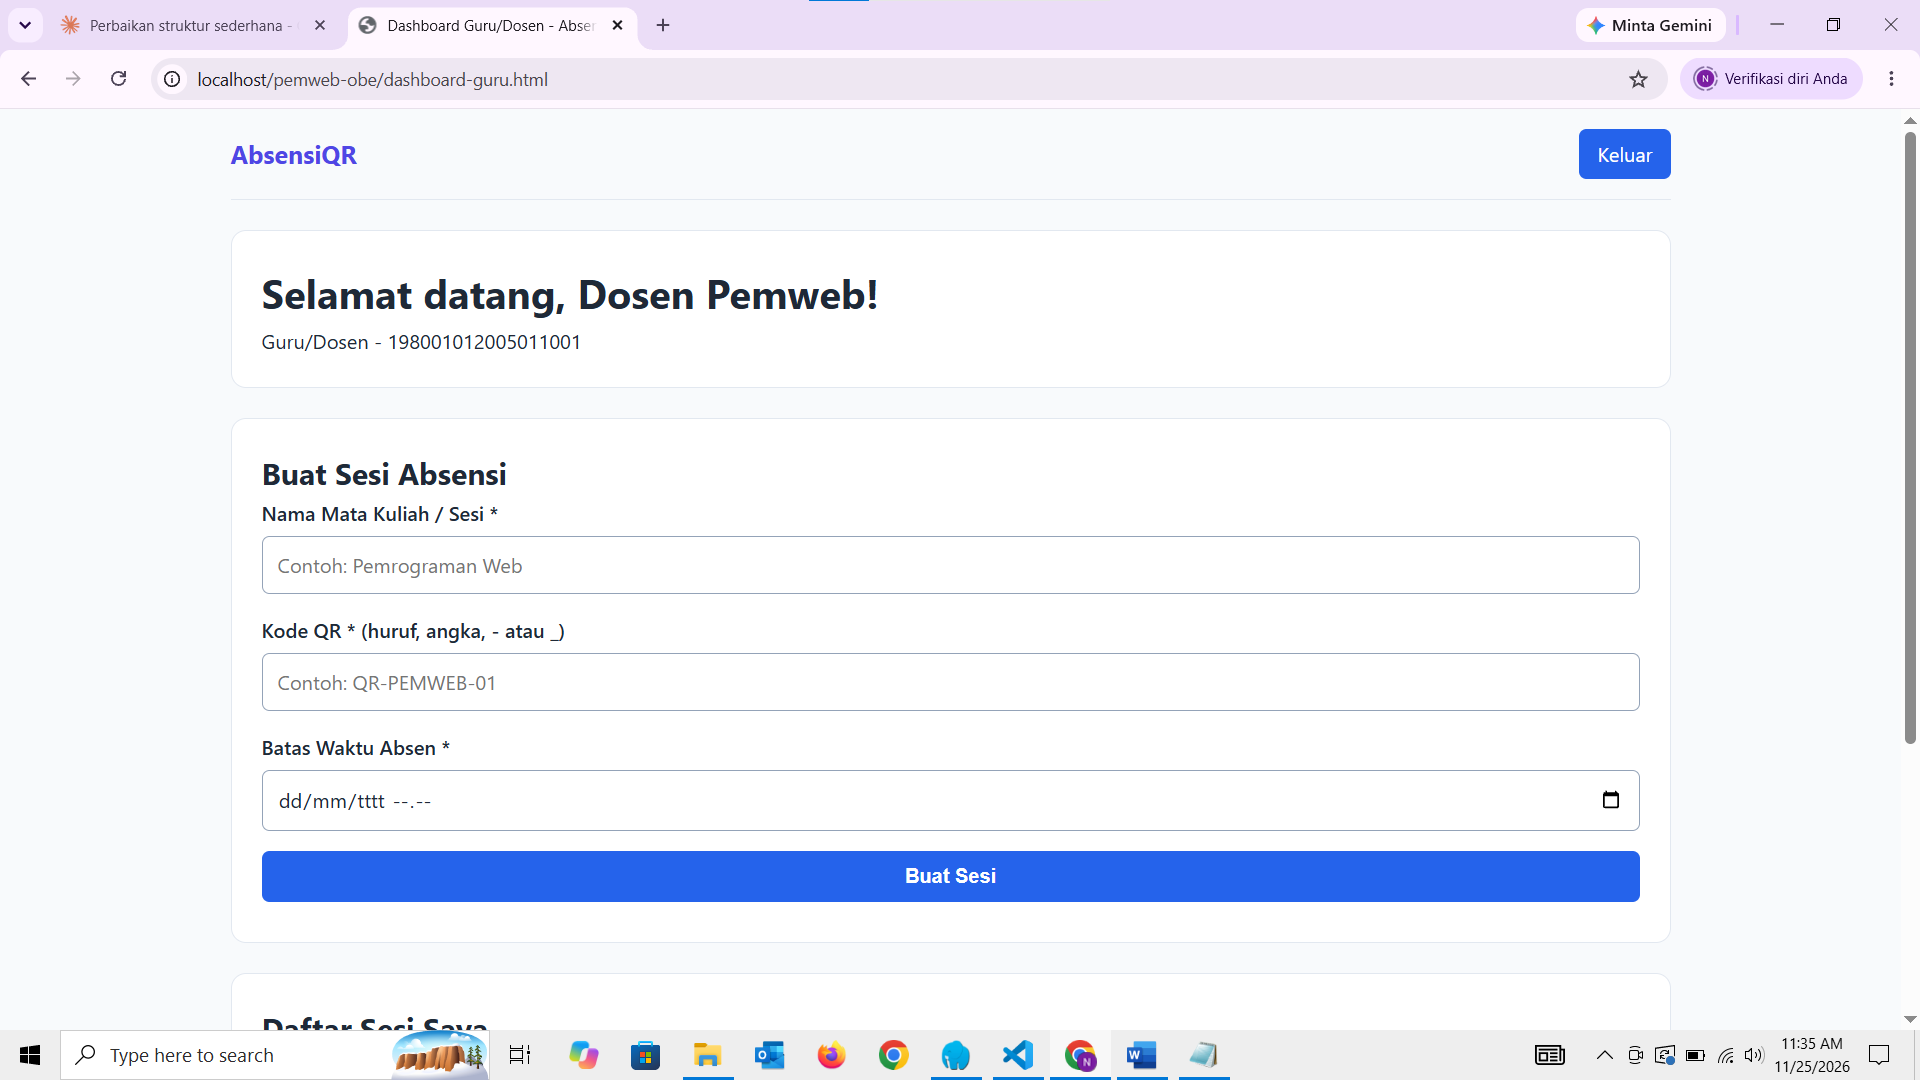 Perbaikan struktur sederhana -
Dashboard Guru/Dosen - Abser
Minta Gemini
localhost/pemweb-obe/dashboard-guru.html
N
Verifikasi diri Anda
AbsensiQR
Keluar
Selamat datang, Dosen Pemweb!
Guru/Dosen - 198001012005011001
Buat Sesi Absensi
Nama Mata Kuliah / Sesi *
Contoh: Pemrograman Web
Kode QR * (huruf, angka, - atau _)
Contoh: QR-PEMWEB-01
Batas Waktu Absen *
dd/mm/tttt --.--
Buat Sesi
Daftar Sesi Saya
Type here to search
11:35 AM
11/25/2026